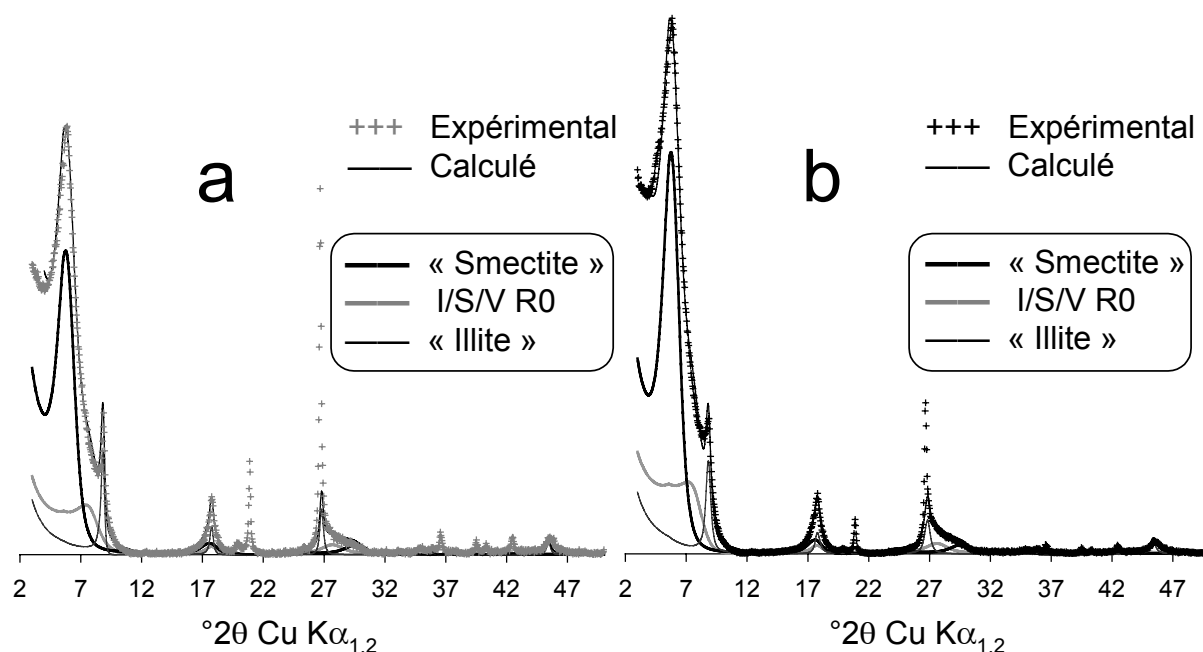 a
+++ Expérimental
Calculé
« Smectite »
I/S/V R0
« Illite »
2 7 12 17 22 27 32 37 42 47
°2θ Cu Kα1,2
b
+++ Expérimental
Calculé
« Smectite »
I/S/V R0
« Illite »
2 7 12 17 22 27 32 37 42 47
°2θ Cu Kα1,2